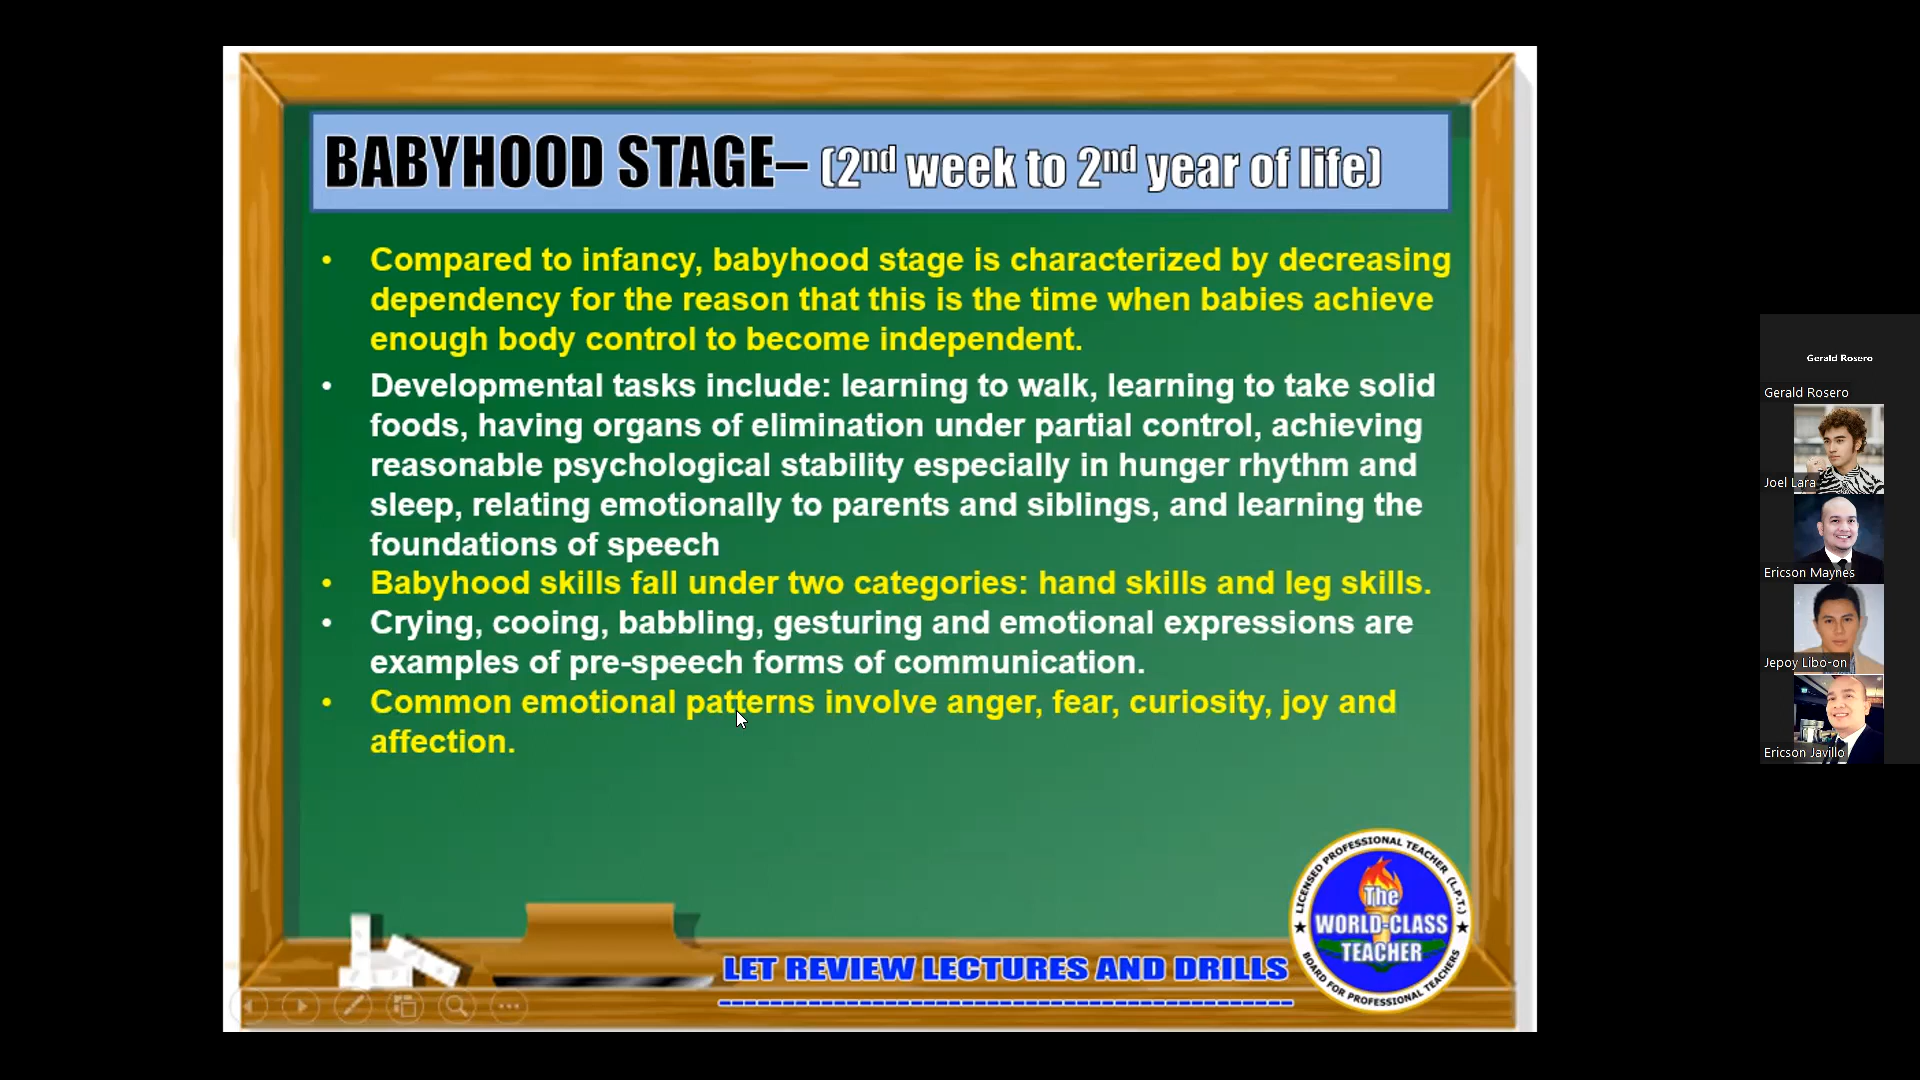 BABYHOOD STAGE– (2nd week to 2nd year of life)
• Compared to infancy, babyhood stage is characterized by decreasing
dependency for the reason that this is the time when babies achieve
enough body control to become independent.
• Developmental tasks include: learning to walk, learning to take solid
foods, having organs of elimination under partial control, achieving
reasonable psychological stability especially in hunger rhythm and
sleep, relating emotionally to parents and siblings, and learning the
foundations of speech
• Babyhood skills fall under two categories: hand skills and leg skills.
• Crying, cooing, babbling, gesturing and emotional expressions are
examples of pre-speech forms of communication.
• Common emotional patterns involve anger, fear, curiosity, joy and
affection.
LET REVIEW LECTURES AND DRILLS
LICENSED PROFESSIONAL TEACHER (L.P.T.)
The
WORLD-CLASS
TEACHER
BOARD FOR PROFESSIONAL TEACHERS
Gerald Rosero
Gerald Rosero
Joel Lara
Ericson Maynes
Jepoy Libo-on
Ericson Javillo